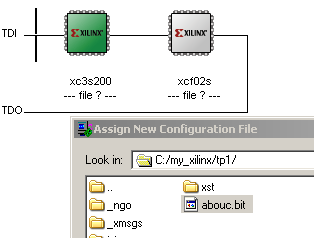 TDI
XILINX
XILINX
xc3s200
xcf02s
--- file ? ---
--- file ? ---
TDO
Assign New Configuration File
Look in: C:/my_xilinx/tp1/
..
xst
_ngo
abouc.bit
_xmsgs